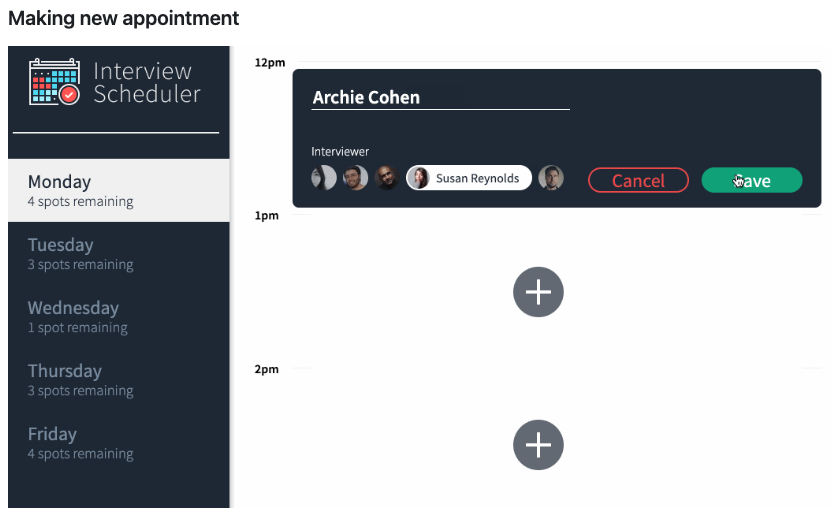 Making new appointment
Interview
Scheduler
Monday
4 spots remaining
Tuesday
3 spots remaining
Wednesday
1 spot remaining
Thursday
3 spots remaining
Friday
4 spots remaining
12pm
Archie Cohen
Interviewer
Susan Reynolds
Cancel
Save
1pm
2pm